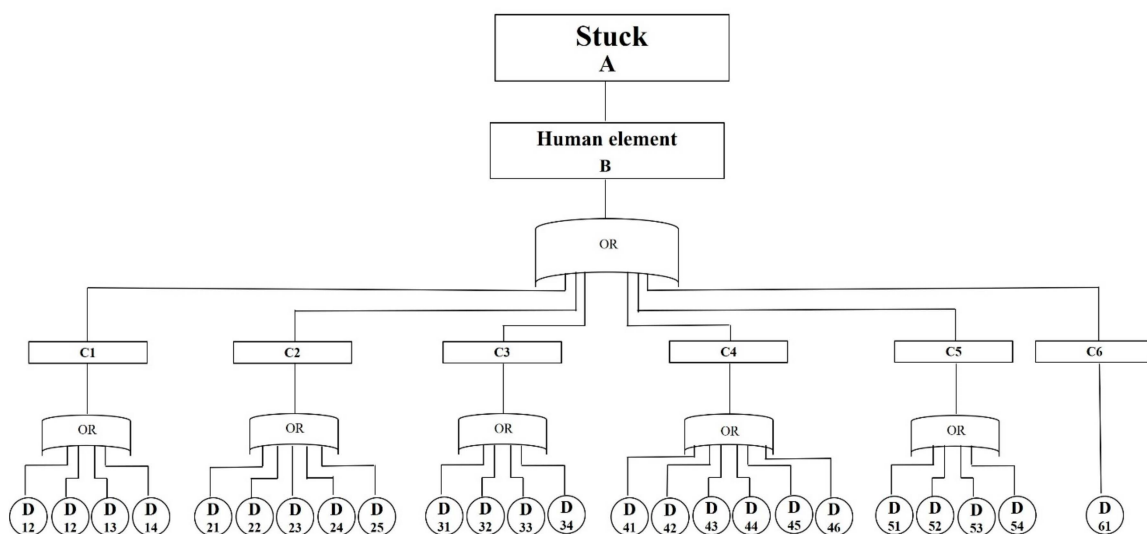 Stuck
A
Human element
B
OR
C1 C2 C3 C4 C5 C6
OR OR OR OR OR
D D D D D D D D D D D D D D D D D D D D D D D D
12 12 13 14 21 22 23 24 25 31 32 33 34 41 42 43 44 45 46 51 52 53 54 61